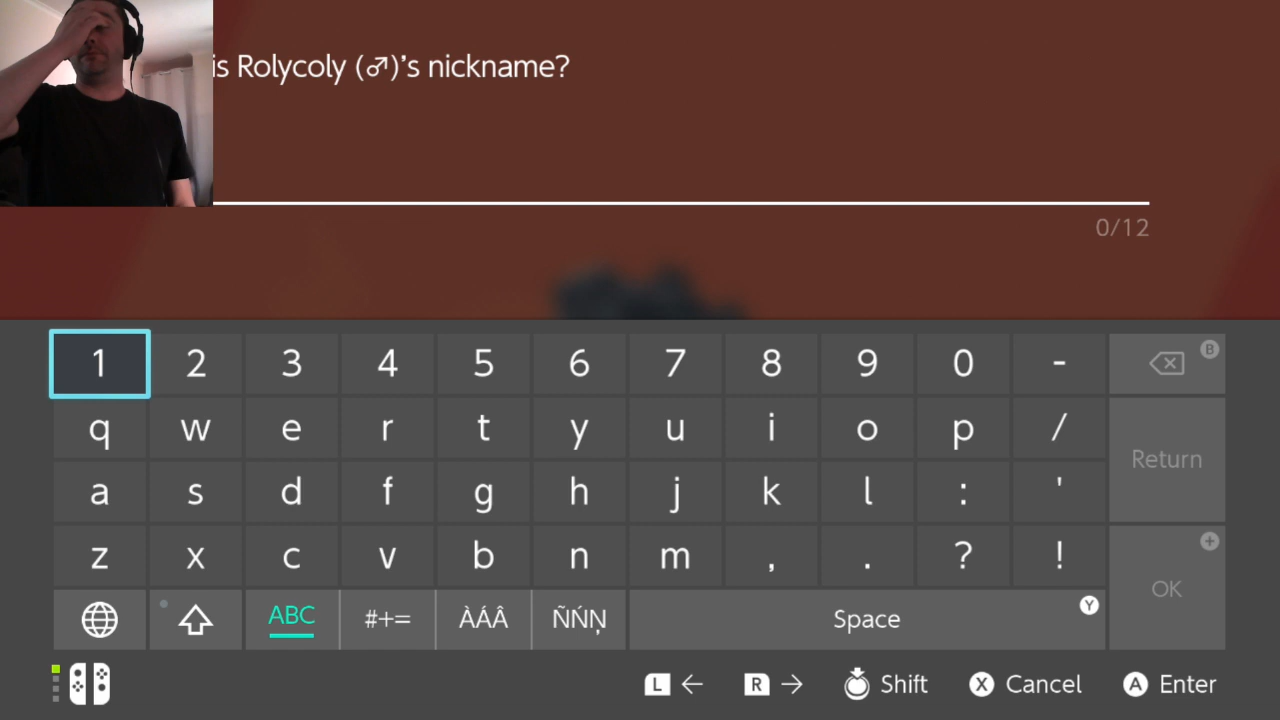 is Rolycoly (♂)'s nickname?
0/12
1 2 3 4 5 6 7 8 9 0 - B
q w e r t y u i o p / Return
a s d f g h j k l : '
z x c v b n m , . ? ! + OK
ABC #+= ÀÁÂ ÑŃŅ Space Y
L ← R → Shift X Cancel A Enter